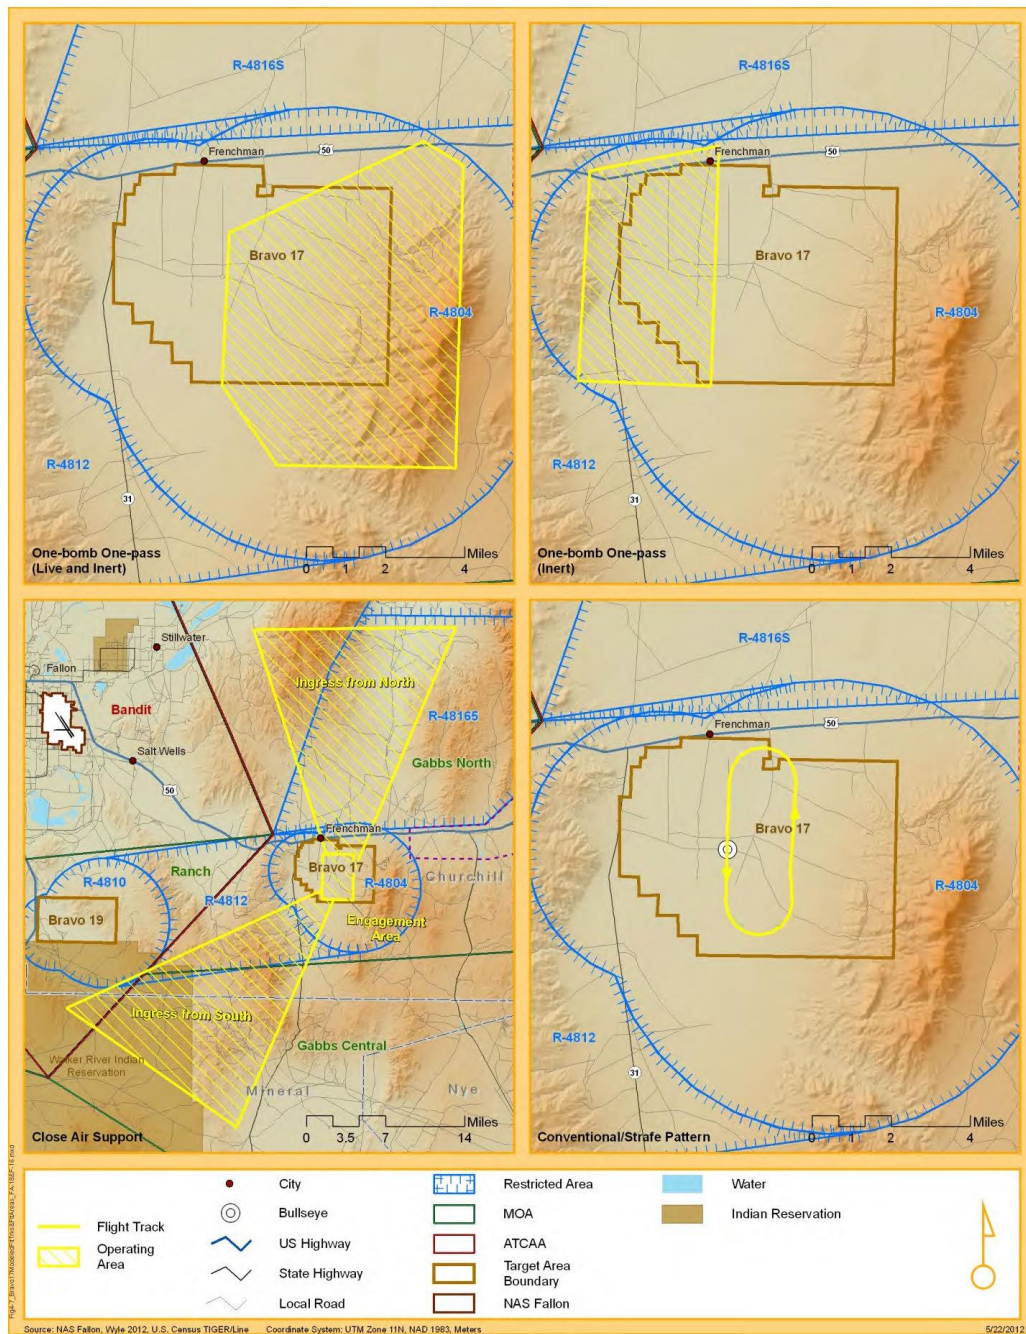 R-4816S
Frenchman
50
Bravo 17
R-4804
R-4812
31
One-bomb One-pass
(Live and Inert)
0 1 2 4 Miles
R-4816S
Frenchman
50
Bravo 17
R-4804
R-4812
31
One-bomb One-pass
(Inert)
0 1 2 4 Miles
Stillwater
Fallon
Ingress from North
Bandit
R-48165
Salt Wells
Gabbs North
50
Frenchman
Ranch
Bravo 17
R-4810
R-4804
Churchill
R-4812
Bravo 19
Engagement
Area
Ingress from South
Gabbs Central
Walker River Indian
Reservation
Mineral
Nye
Close Air Support
0 3.5 7 14 Miles
R-4816S
Frenchman
50
Bravo 17
R-4804
R-4812
31
Conventional/Strafe Pattern
0 1 2 4 Miles
Flight Track
Operating
Area
City
Bullseye
US Highway
State Highway
Local Road
Restricted Area
MOA
ATCAA
Target Area
Boundary
NAS Fallon
Water
Indian Reservation
Source: NAS Fallon, Wyle 2012, U.S. Census TIGER/Line Coordinate System: UTM Zone 11N, NAD 1983, Meters
5/22/2012